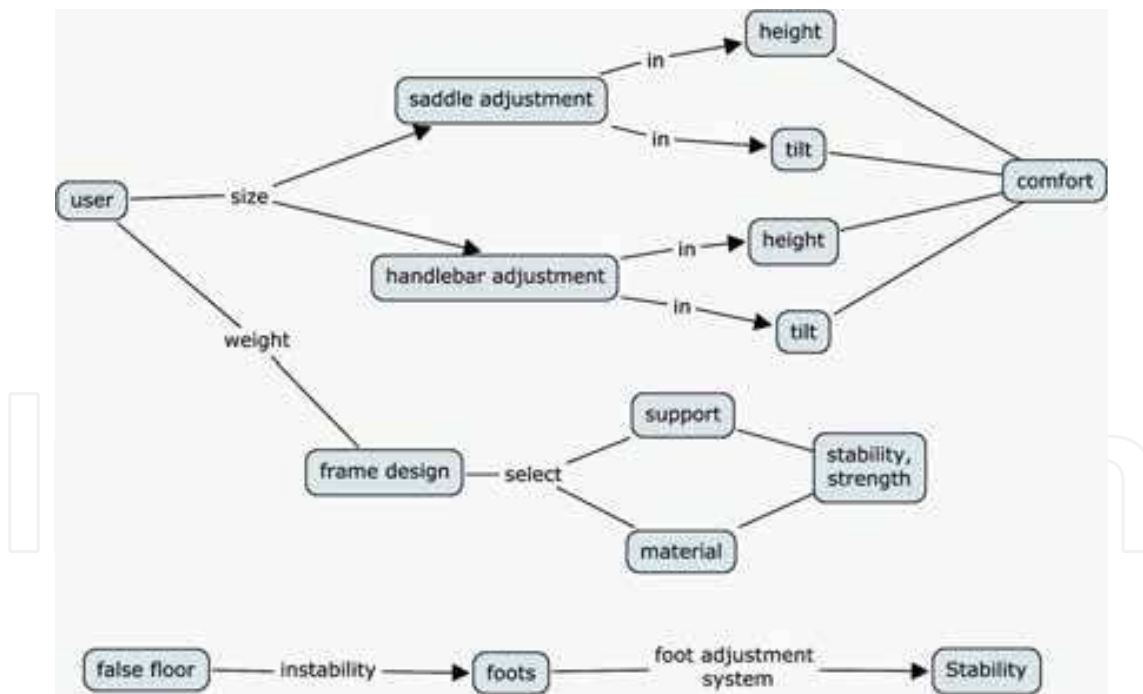 height
in
saddle adjustment
in
tilt
comfort
user
size
height
in
handlebar adjustment
in
tilt
weight
support
stability,
strength
frame design
select
material
false floor
instability
foots
foot adjustment
system
Stability